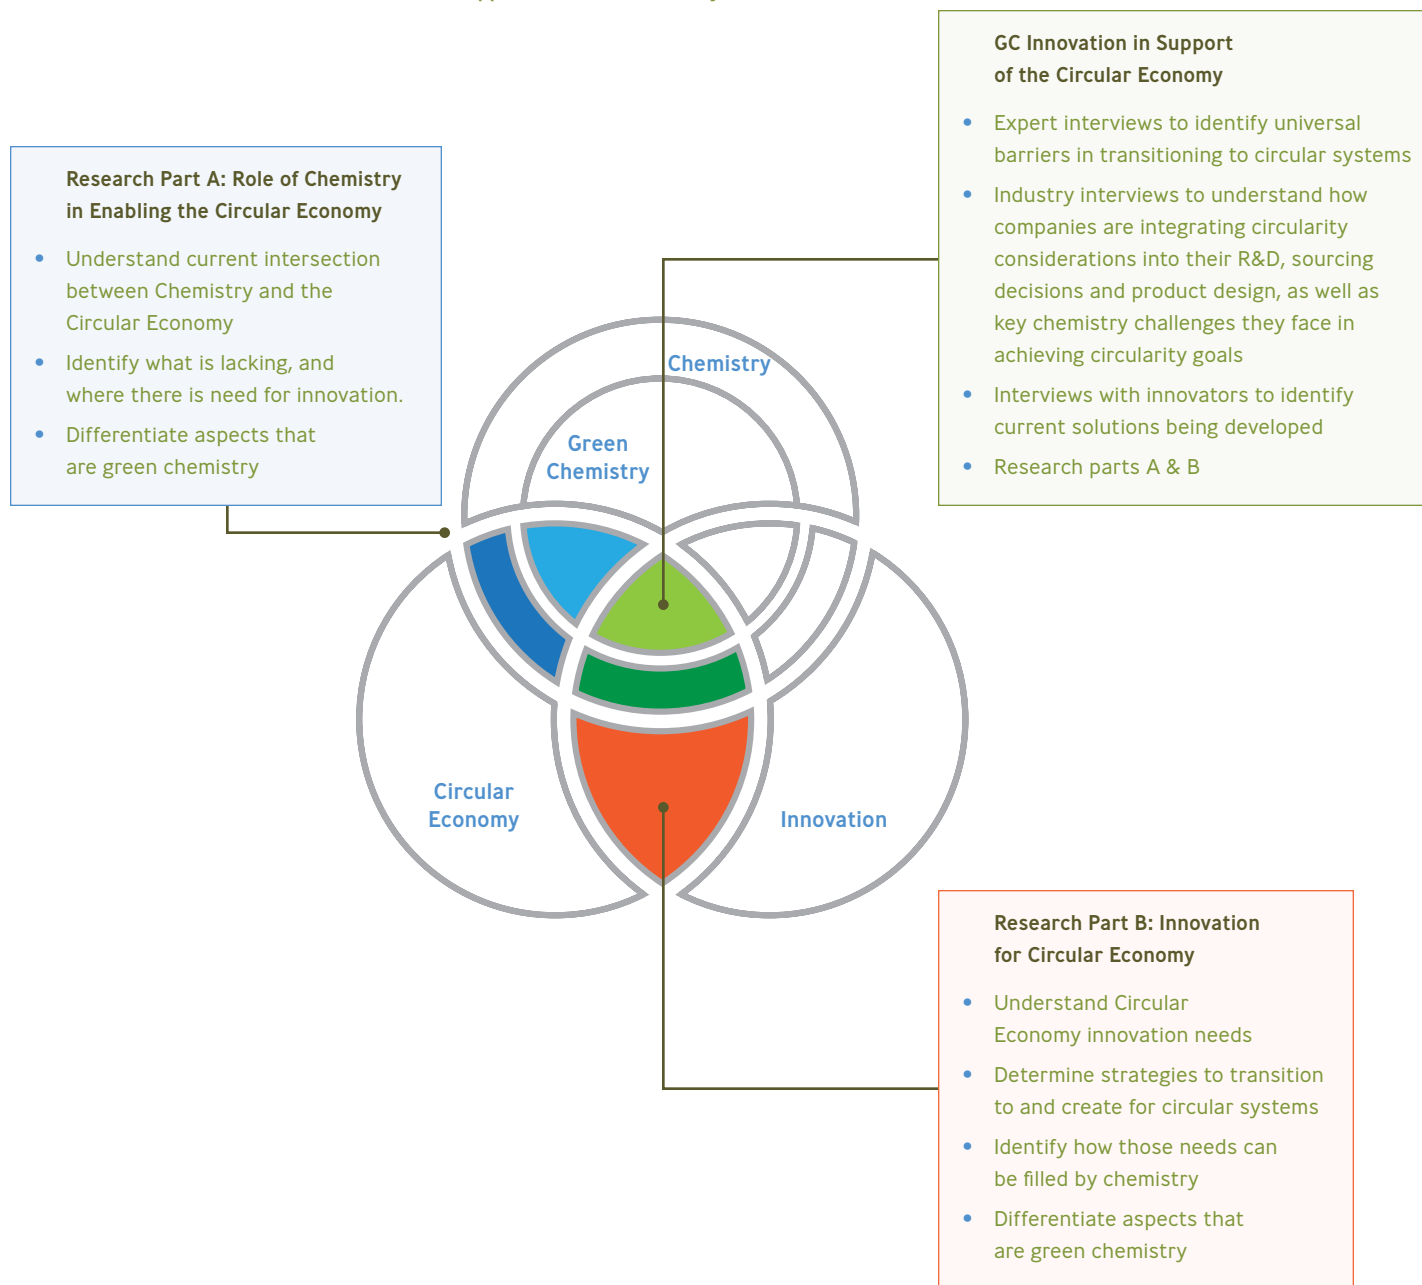 GC Innovation in Support
of the Circular Economy
• Expert interviews to identify universal
barriers in transitioning to circular systems
• Industry interviews to understand how
companies are integrating circularity
considerations into their R&D, sourcing
decisions and product design, as well as
key chemistry challenges they face in
achieving circularity goals
• Interviews with innovators to identify
current solutions being developed
• Research parts A & B
Research Part A: Role of Chemistry
in Enabling the Circular Economy
• Understand current intersection
between Chemistry and the
Circular Economy
• Identify what is lacking, and
where there is need for innovation.
• Differentiate aspects that
are green chemistry
Chemistry
Green
Chemistry
Circular
Economy
Innovation
Research Part B: Innovation
for Circular Economy
• Understand Circular
Economy innovation needs
• Determine strategies to transition
to and create for circular systems
• Identify how those needs can
be filled by chemistry
• Differentiate aspects that
are green chemistry